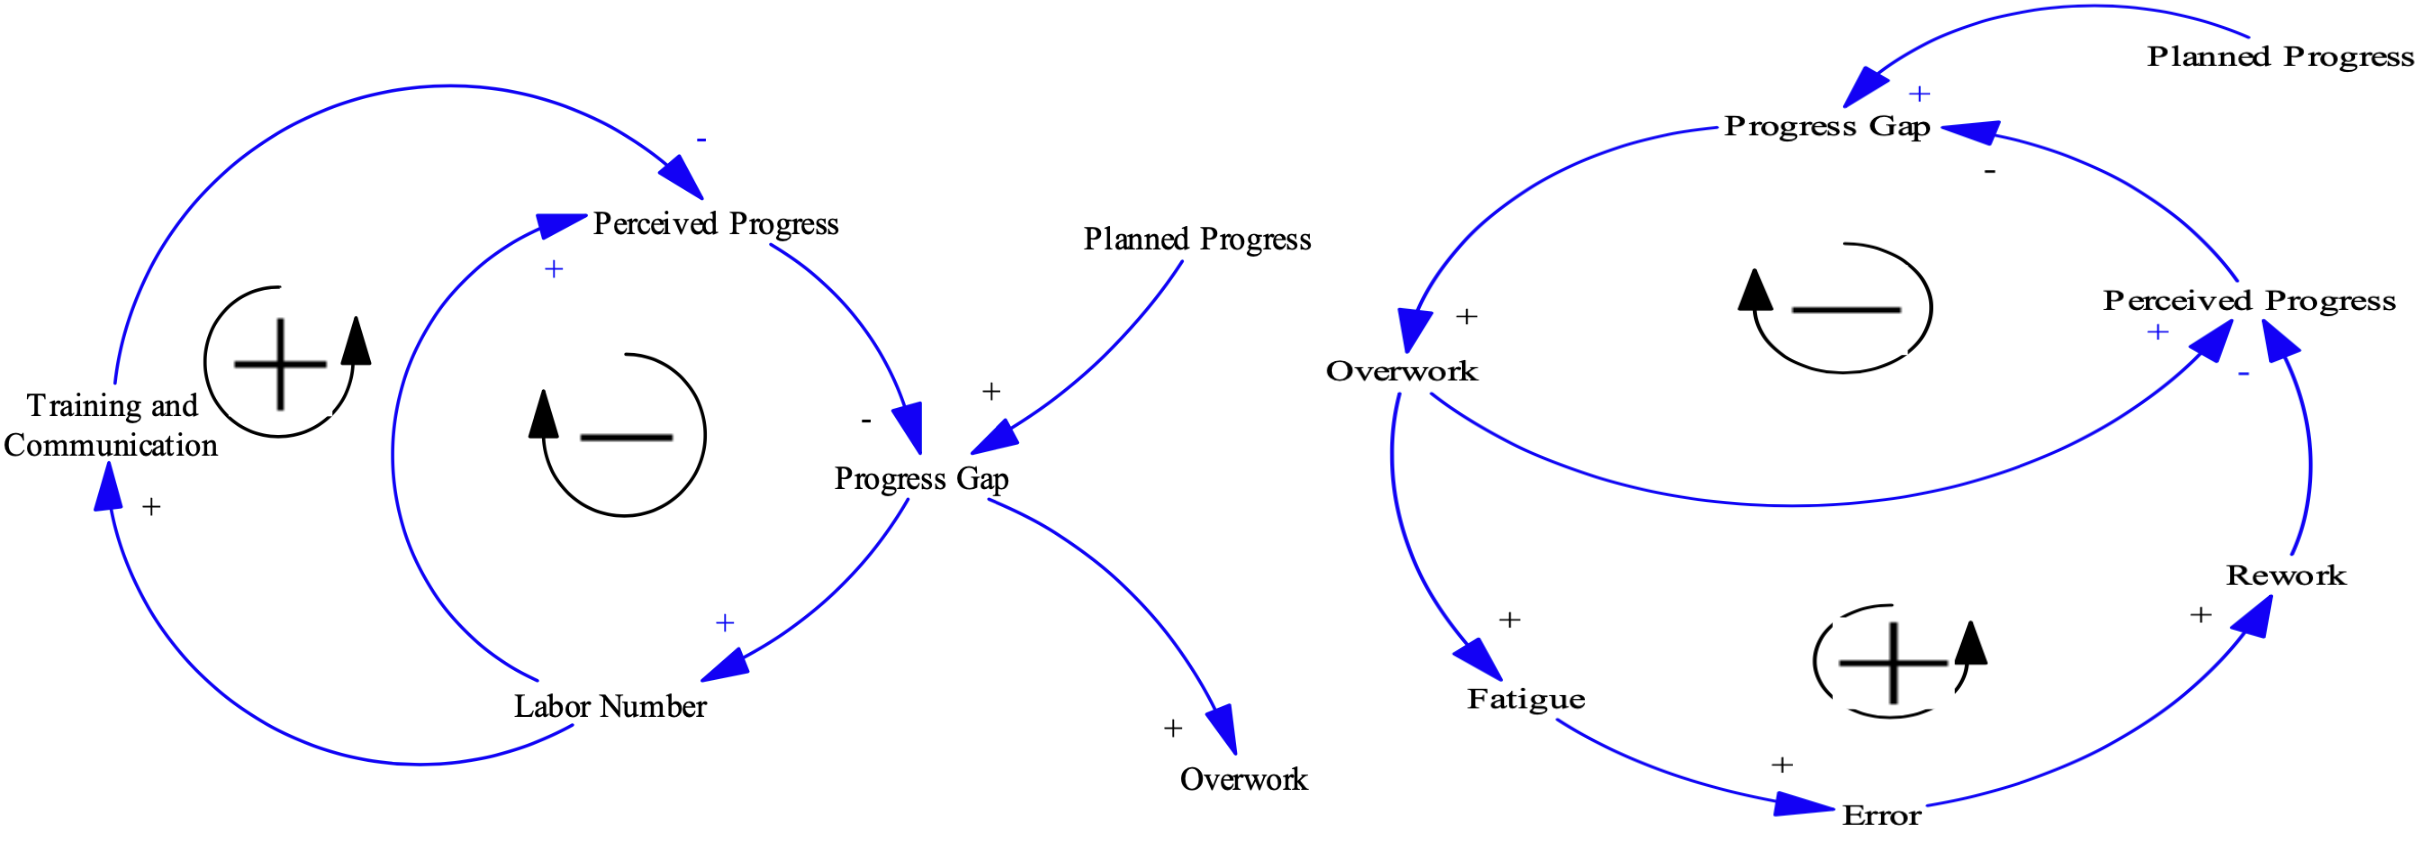 -
Perceived Progress
+
Planned Progress
+
-
+
Training and
Communication
+
Progress Gap
+
Labor Number
+
Overwork
Planned Progress
+
Progress Gap
-
+
Perceived Progress
+
-
Overwork
+
Rework
+
+
Fatigue
+
Error